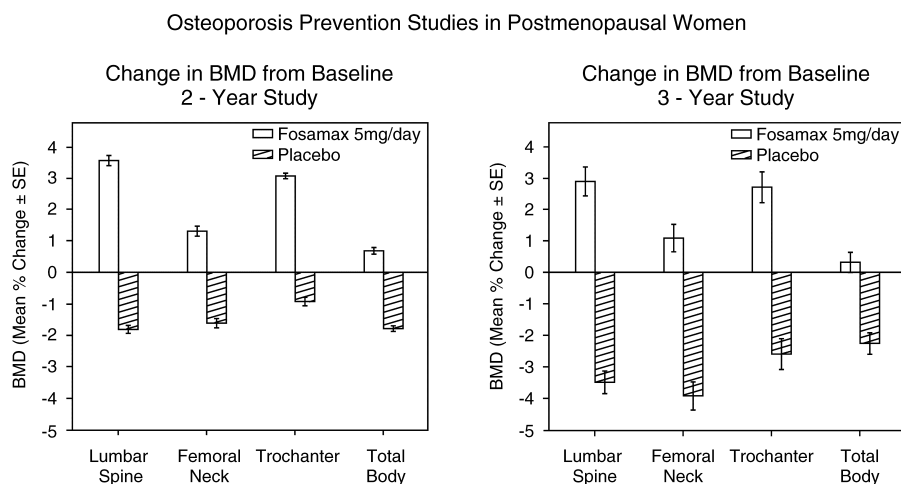 Osteoporosis Prevention Studies in Postmenopausal Women
Change in BMD from Baseline
2 - Year Study
Fosamax 5mg/day
Placebo
BMD (Mean % Change ± SE)
4
3
2
1
0
-1
-2
-3
-4
-5
Lumbar Femoral Trochanter Total
Spine Neck Body
Change in BMD from Baseline
3 - Year Study
Fosamax 5mg/day
Placebo
BMD (Mean % Change ± SE)
4
3
2
1
0
-1
-2
-3
-4
-5
Lumbar Femoral Trochanter Total
Spine Neck Body